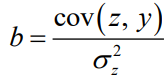 b = cov(z, y) / σ_z^2